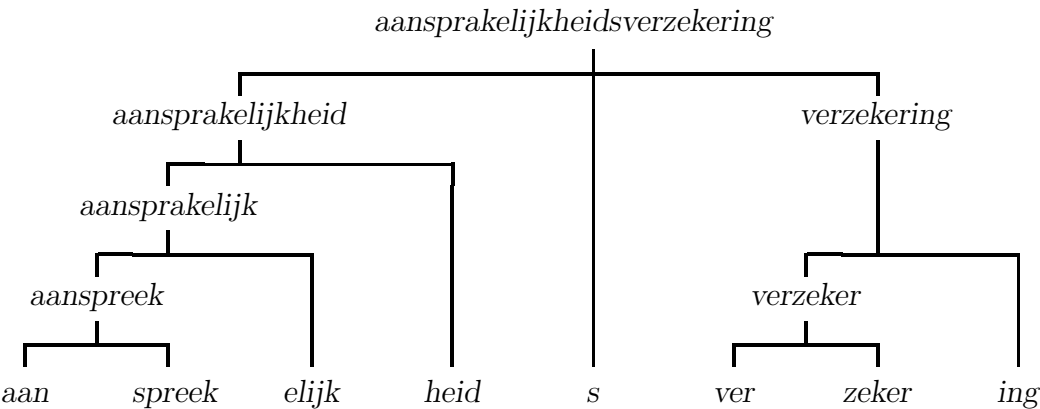 aansprakelijkheidsverzekering
aansprakelijkheid verzekering
aansprakelijk
aanspreek verzeker
aan spreek elijk heid s ver zeker ing